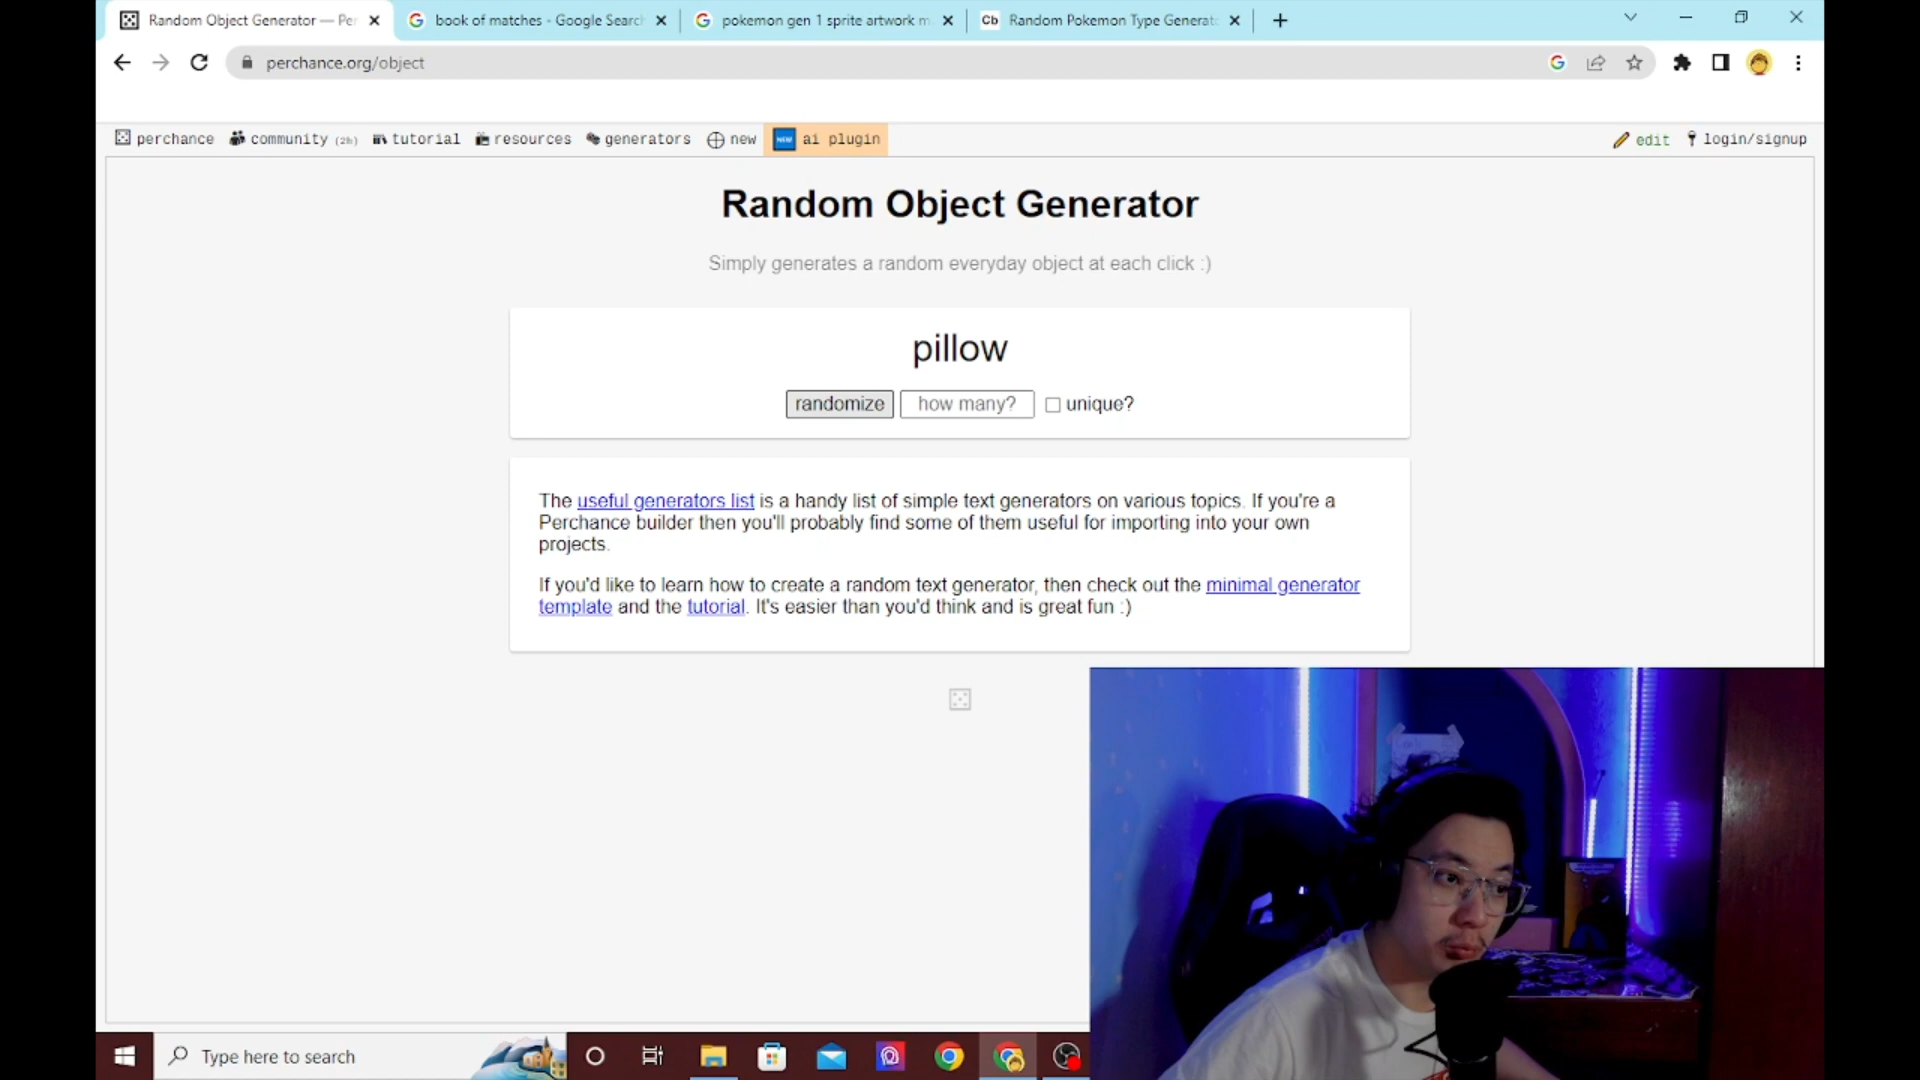 Random Object Generator — Per
book of matches - Google Search
pokemon gen 1 sprite artwork m
Cb Random Pokemon Type Generato
perchance.org/object
perchance community (2h) tutorial resources generators new NEW ai plugin edit login/signup
Random Object Generator
Simply generates a random everyday object at each click :)
pillow
randomize how many? unique?
The useful generators list is a handy list of simple text generators on various topics. If you're a
Perchance builder then you'll probably find some of them useful for importing into your own
projects.
If you'd like to learn how to create a random text generator, then check out the minimal generator
template and the tutorial. It's easier than you'd think and is great fun :)
Type here to search